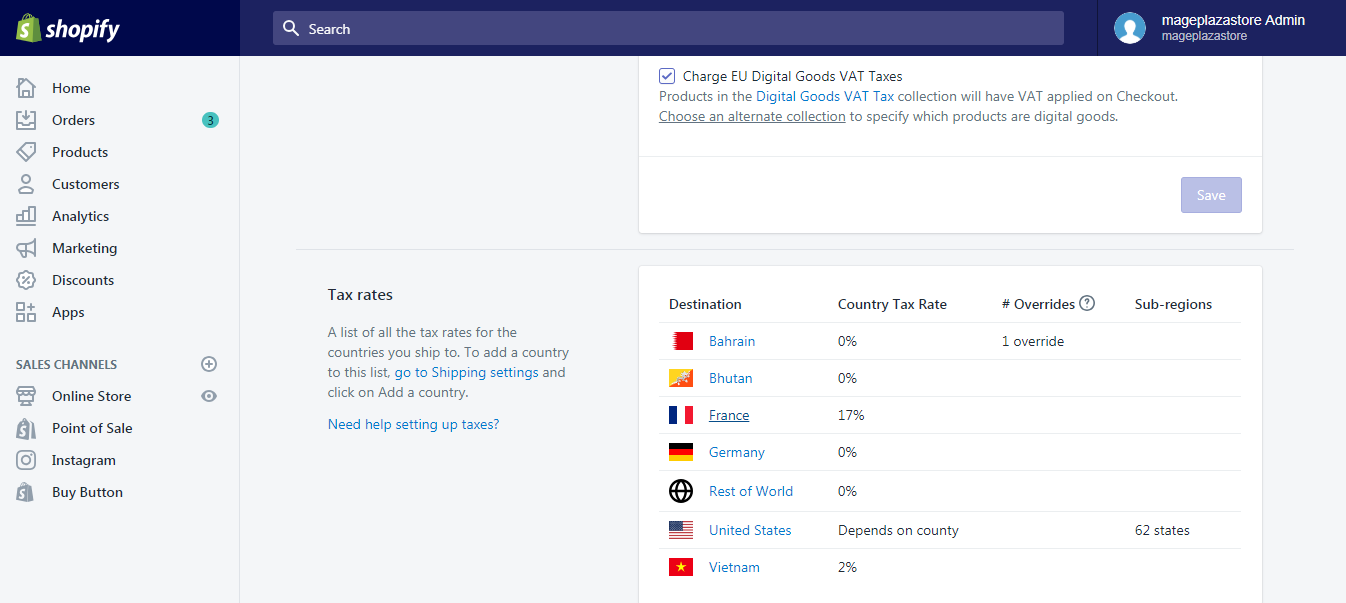 shopify
Search
mageplazastore Admin
mageplazastore
Home
Orders 3
Products
Customers
Analytics
Marketing
Discounts
Apps
SALES CHANNELS
Online Store
Point of Sale
Instagram
Buy Button
Charge EU Digital Goods VAT Taxes
Products in the Digital Goods VAT Tax collection will have VAT applied on Checkout.
Choose an alternate collection to specify which products are digital goods.
Save
Tax rates
A list of all the tax rates for the
countries you ship to. To add a country
to this list, go to Shipping settings and
click on Add a country.
Need help setting up taxes?
Destination Country Tax Rate # Overrides ? Sub-regions
Bahrain 0% 1 override
Bhutan 0%
France 17%
Germany 0%
Rest of World 0%
United States Depends on county 62 states
Vietnam 2%